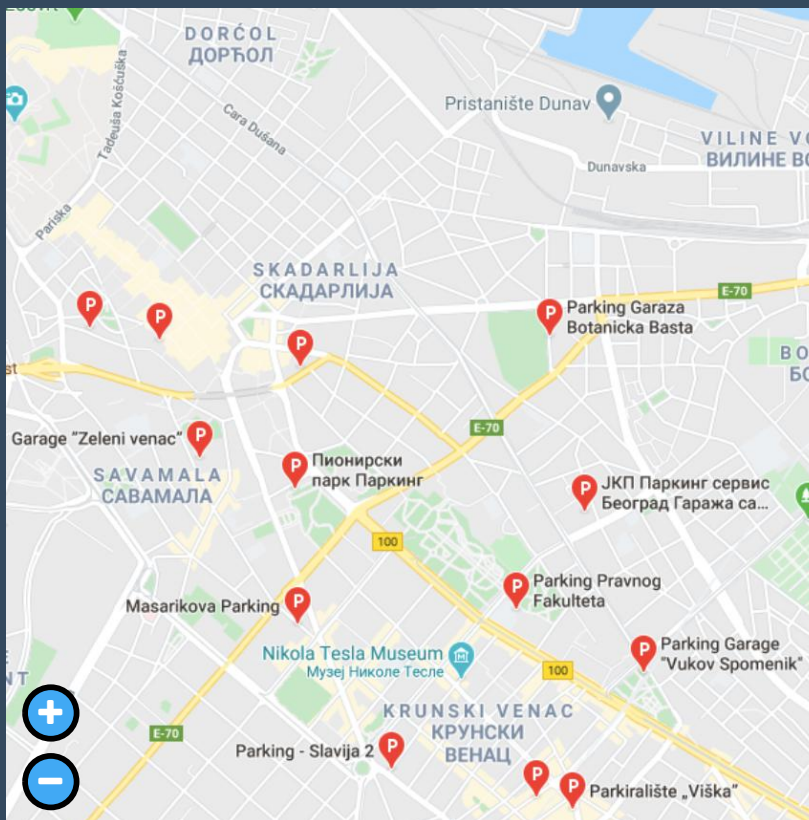 DORĆOL
ДОРЋОЛ
Tadeuša Košćuška
Cara Dušana
Pristanište Dunav
VILINE VO
ВИЛИНЕ ВО
Dunavska
Pariska
SKADARLIJA
СКАДАРЛИЈА
E-70
P
P
P
P
Parking Garaza
Botanicka Basta
BO
БО
st
E-70
Garage "Zeleni venac"
P
SAVAMALA
САВАМАЛА
P
Пионирски
парк Паркинг
P
ЈКП Паркинг сервис
Београд Гаража са...
100
P
Parking Pravnog
Fakulteta
Masarikova Parking
P
Nikola Tesla Museum
Музеј Николе Тесле
P
Parking Garage
"Vukov Spomenik"
100
NT
KRUNSKI VENAC
КРУНСКИ
ВЕНАЦ
E-70
Parking - Slavija 2
P
P
P
Parkiralište „Viška"